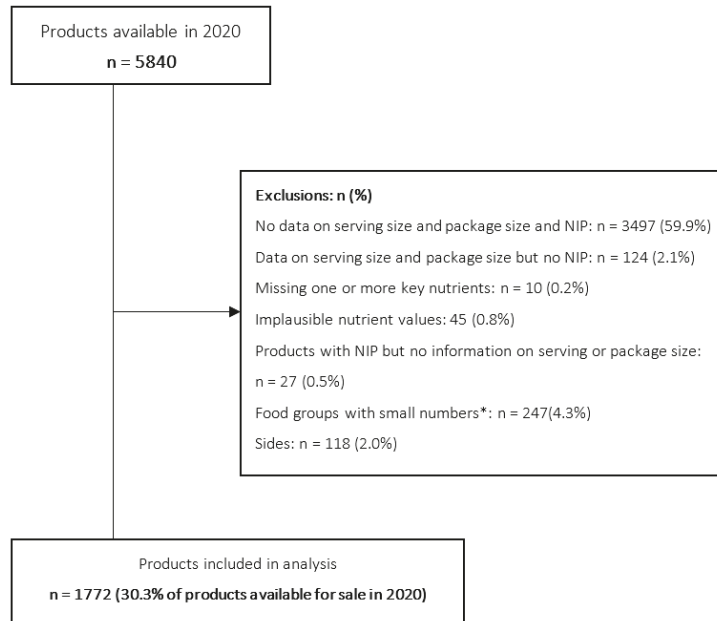 Products available in 2020
n = 5840
Exclusions: n (%)
No data on serving size and package size and NIP: n = 3497 (59.9%)
Data on serving size and package size but no NIP: n = 124 (2.1%)
Missing one or more key nutrients: n = 10 (0.2%)
Implausible nutrient values: 45 (0.8%)
Products with NIP but no information on serving or package size:
n = 27 (0.5%)
Food groups with small numbers*: n = 247(4.3%)
Sides: n = 118 (2.0%)
Products included in analysis
n = 1772 (30.3% of products available for sale in 2020)